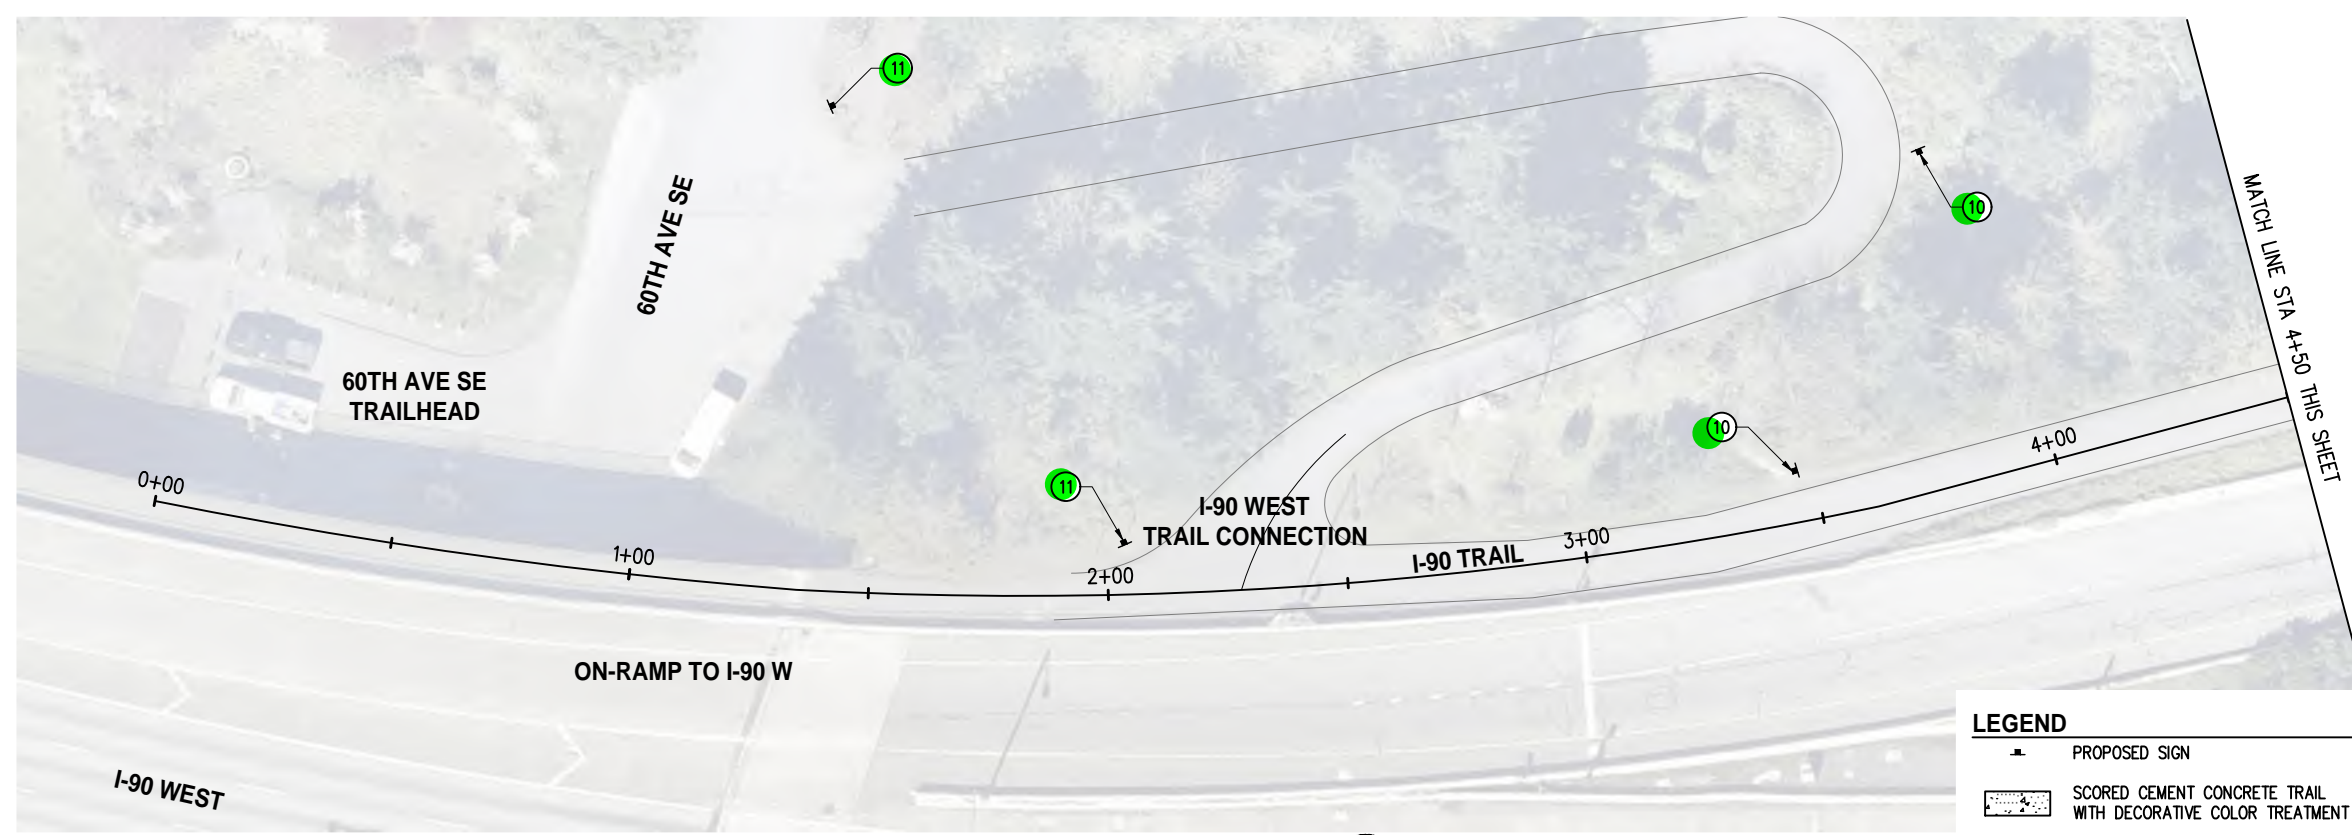 11
10
60TH AVE SE
MATCH LINE STA 4+50 THIS SHEET
60TH AVE SE
TRAILHEAD
10
4+00
0+00
11
I-90 WEST
TRAIL CONNECTION
3+00
I-90 TRAIL
1+00
2+00
ON-RAMP TO I-90 W
I-90 WEST
LEGEND
PROPOSED SIGN
SCORED CEMENT CONCRETE TRAIL
WITH DECORATIVE COLOR TREATMENT